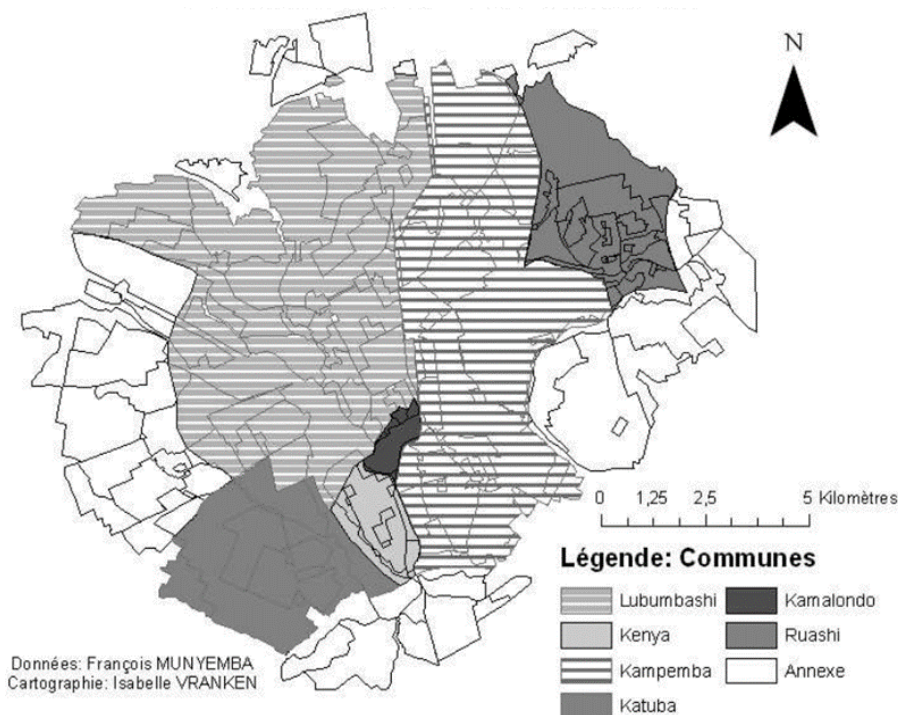 N
0 1,25 2,5 5 Kilomètres
Légende: Communes
Lubumbashi
Kenya
Kampemba
Katuba
Kamalondo
Ruashi
Annexe
Données: François MUNYEMBA
Cartographie: Isabelle VRANKEN